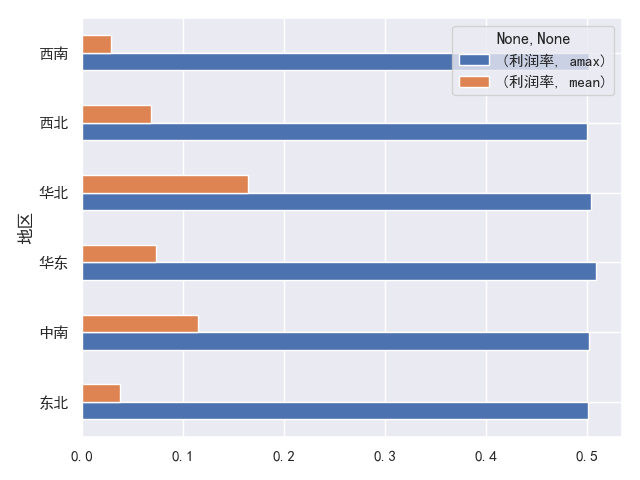 None,None
(利润率, amax)
(利润率, mean)
地区
西南
西北
华北
华东
中南
东北
0.0 0.1 0.2 0.3 0.4 0.5